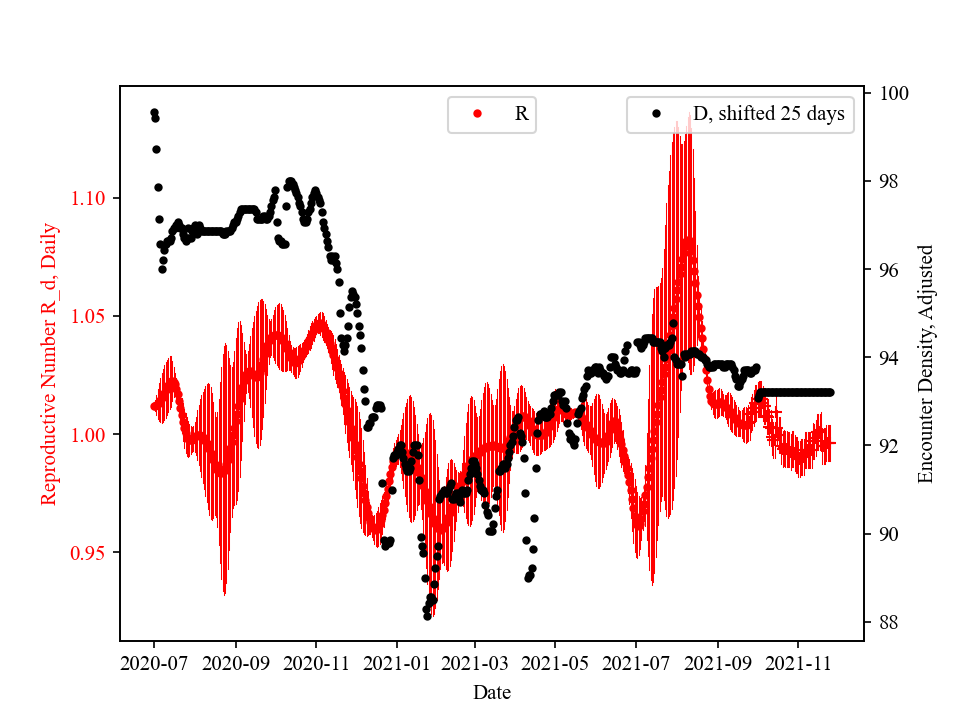 R
D, shifted 25 days
Reproductive Number R_d, Daily
1.10
1.05
1.00
0.95
100
98
96
94
92
90
88
Encounter Density, Adjusted
2020-07 2020-09 2020-11 2021-01 2021-03 2021-05 2021-07 2021-09 2021-11
Date